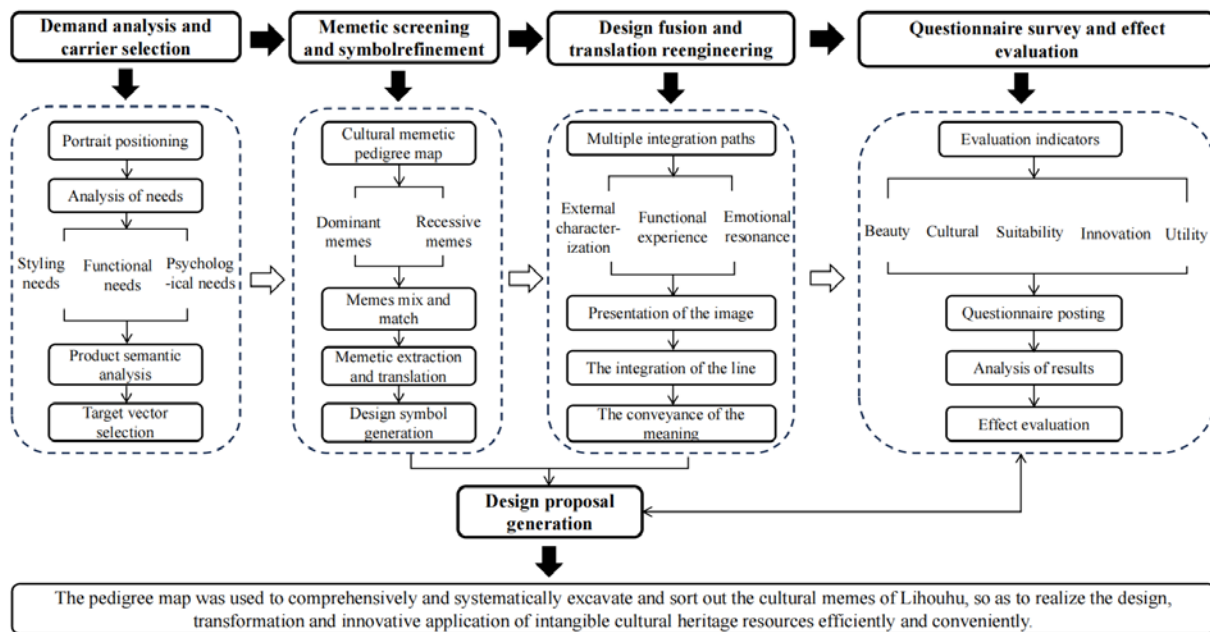 Demand analysis and
carrier selection
Memetic screening
and symbolrefinement
Design fusion and
translation reengineering
Questionnaire survey and effect
evaluation
Portrait positioning
Analysis of needs
Styling
needs
Functional
needs
Psycholog
-ical needs
Product semantic
analysis
Target vector
selection
Cultural memetic
pedigree map
Dominant
memes
Recessive
memes
Memes mix and
match
Memetic extraction
and translation
Design symbol
generation
Multiple integration paths
External
character-
ization
Functional
experience
Emotional
resonance
Presentation of the image
The integration of the line
The conveyance of the
meaning
Evaluation indicators
Beauty
Cultural
Suitability
Innovation
Utility
Questionnaire posting
Analysis of results
Effect evaluation
Design proposal
generation
The pedigree map was used to comprehensively and systematically excavate and sort out the cultural memes of Lihouhu, so as to realize the design,
transformation and innovative application of intangible cultural heritage resources efficiently and conveniently.